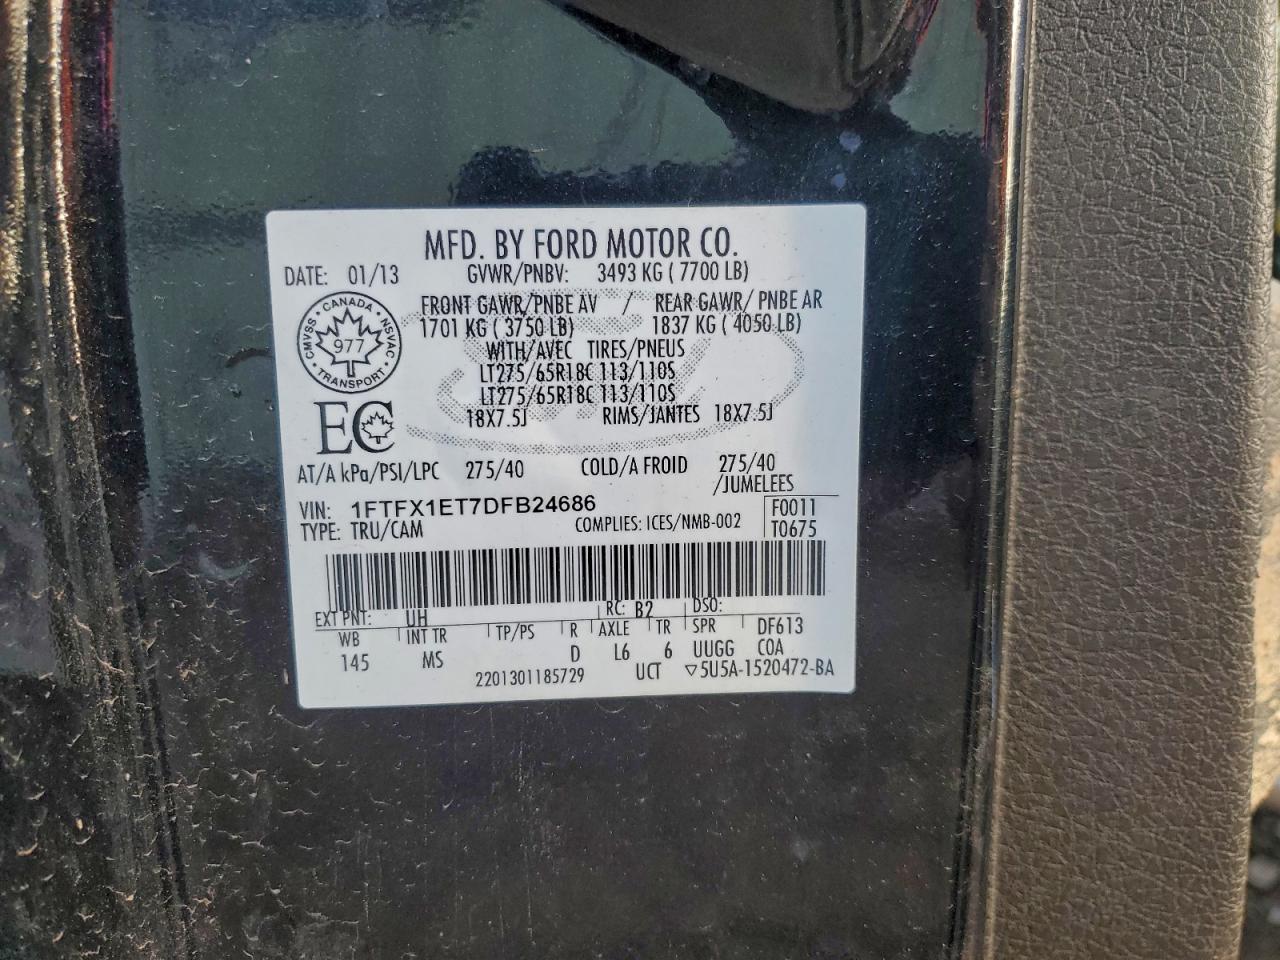 MFD. BY FORD MOTOR CO.
DATE: 01/13 GVWR/PNBV: 3493 KG ( 7700 LB)
FRONT GAWR/PNBE AV / REAR GAWR/ PNBE AR
1701 KG ( 3750 LB) 1837 KG ( 4050 LB)
WITH/AVEC TIRES/PNEUS
LT275/65R18C 113/110S
LT275/65R18C 113/110S
18X7.5J RIMS/JANTES 18X7.5J
CANADA
CMVSS 977 NSVAC
TRANSPORT
EC
AT/A kPa/PSI/LPC 275/40 COLD/A FROID 275/40
/JUMELEES
VIN: 1FTFX1ET7DFB24686 F0011
TYPE: TRU/CAM COMPLIES: ICES/NMB-002 T0675
EXT PNT: UH RC: B2 DSO:
WB INT TR TP/PS R AXLE TR SPR DF613
145 MS D L6 6 UUGG COA
2201301185729 UCT ▽5U5A-1520472-BA